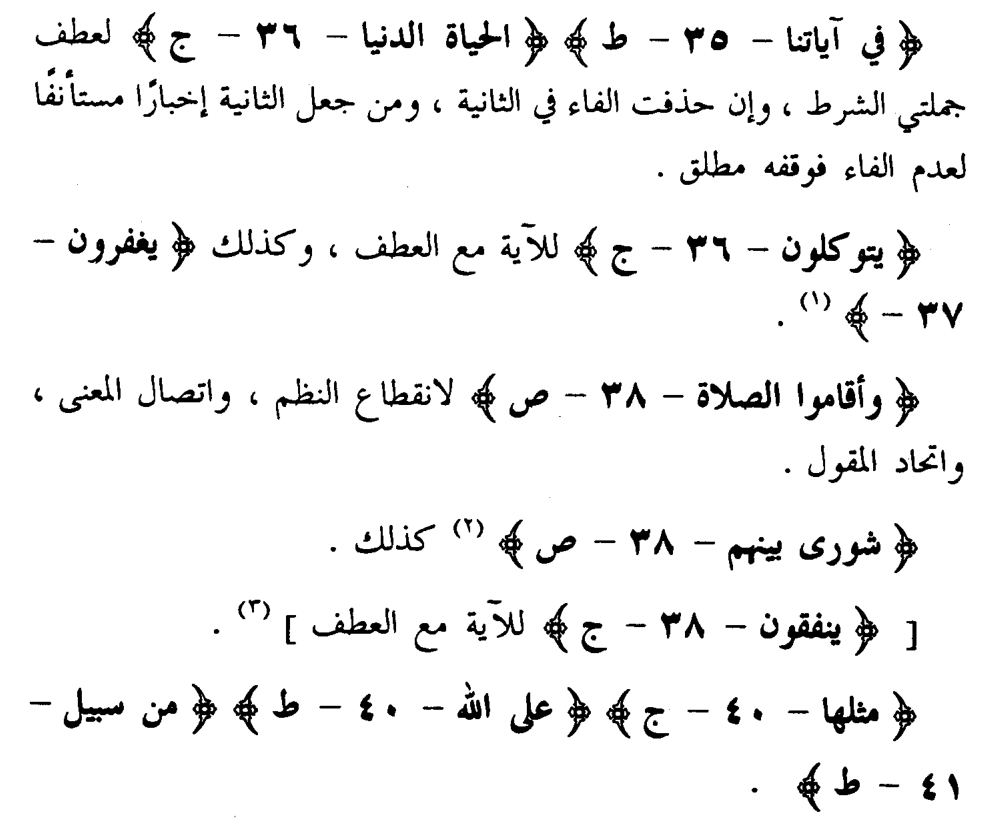 ﴿ في آياتنا – ٣٥ – ط ﴾ ﴿ الحياة الدنيا – ٣٦ – ج ﴾ لعطف
جملتي الشرط ، وإن حذفت الفاء في الثانية ، ومن جعل الثانية إخبارًا مستأنفًا
لعدم الفاء فوقفه مطلق .
﴿ يتوكلون – ٣٦ – ج ﴾ للآية مع العطف ، وكذلك ﴿ يغفرون –
٣٧ – ﴾ (١) .
﴿ وأقاموا الصلاة – ٣٨ – ص ﴾ لانقطاع النظم ، واتصال المعنى ،
واتحاد المقول .
﴿ شورى بينهم – ٣٨ – ص ﴾ (٢) كذلك .
[ ﴿ ينفقون – ٣٨ – ج ﴾ للآية مع العطف ] (٣) .
﴿ مثلها – ٤٠ – ج ﴾ ﴿ على الله – ٤٠ – ط ﴾ ﴿ من سبيل –
٤١ – ط ﴾ .